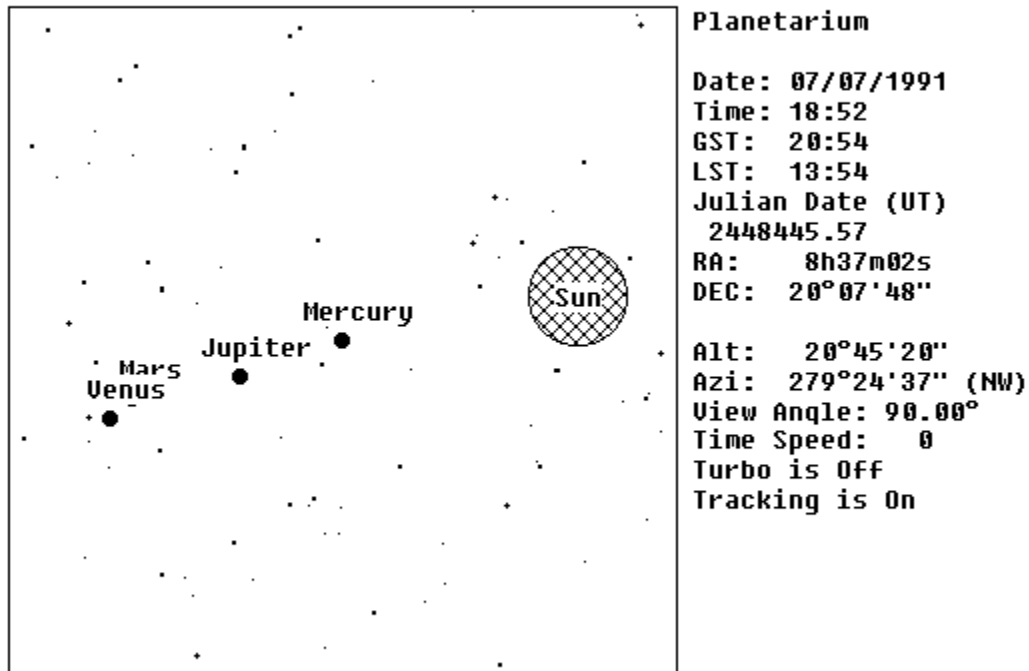 Planetarium
Date: 07/07/1991
Time: 18:52
GST: 20:54
LST: 13:54
Julian Date (UT)
2448445.57
RA: 8h37m02s
DEC: 20°07'48"
Alt: 20°45'20"
Azi: 279°24'37" (NW)
View Angle: 90.00°
Time Speed: 0
Turbo is Off
Tracking is On
Sun
Mercury
Jupiter
Mars
Venus